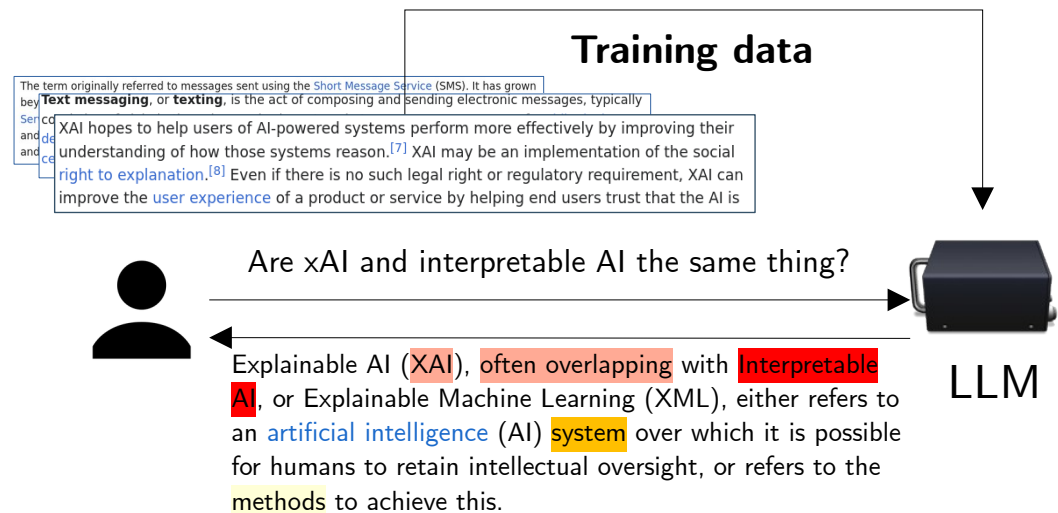 Training data
The term originally referred to messages sent using the Short Message Service (SMS). It has grown
bey
Ser
and
and
Text messaging, or texting, is the act of composing and sending electronic messages, typically
co
de
ce
XAI hopes to help users of AI-powered systems perform more effectively by improving their
understanding of how those systems reason.[7] XAI may be an implementation of the social
right to explanation.[8] Even if there is no such legal right or regulatory requirement, XAI can
improve the user experience of a product or service by helping end users trust that the AI is
Are xAI and interpretable AI the same thing?
Explainable AI (XAI), often overlapping with Interpretable
AI, or Explainable Machine Learning (XML), either refers to
an artificial intelligence (AI) system over which it is possible
for humans to retain intellectual oversight, or refers to the
methods to achieve this.
LLM